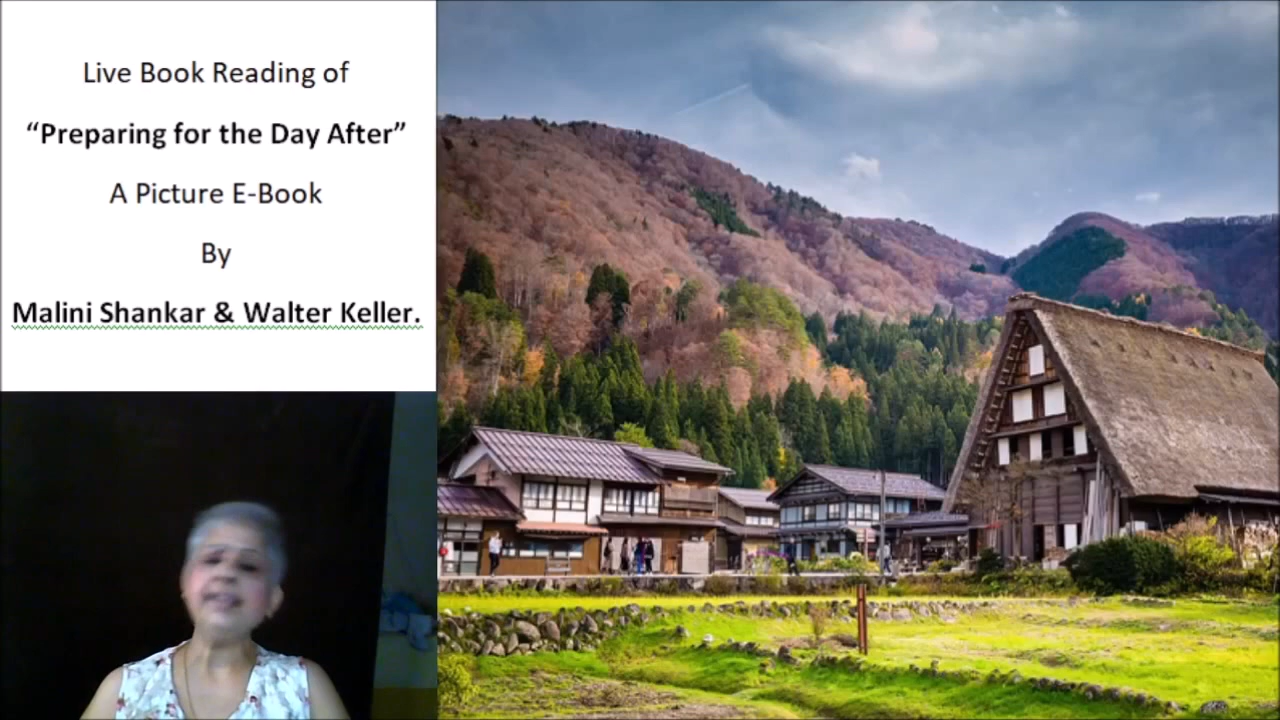 Live Book Reading of
“Preparing for the Day After”
A Picture E-Book
By
Malini Shankar & Walter Keller.